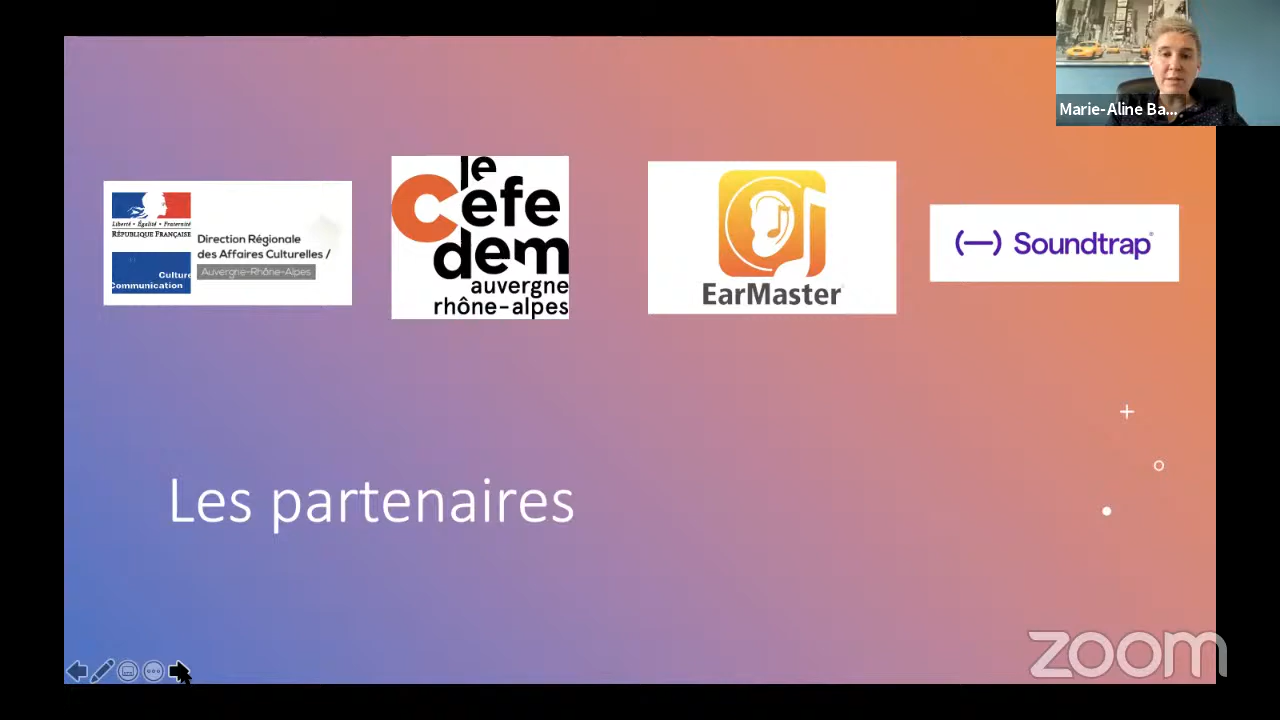 Marie-Aline Ba...
Liberté • Égalité • Fraternité
RÉPUBLIQUE FRANÇAISE
Culture
Communication
Direction Régionale
des Affaires Culturelles /
Auvergne-Rhône-Alpes
le
Cefe
dem
auvergne
rhône-alpes
EarMaster
(—) Soundtrap®
Les partenaires
zoom